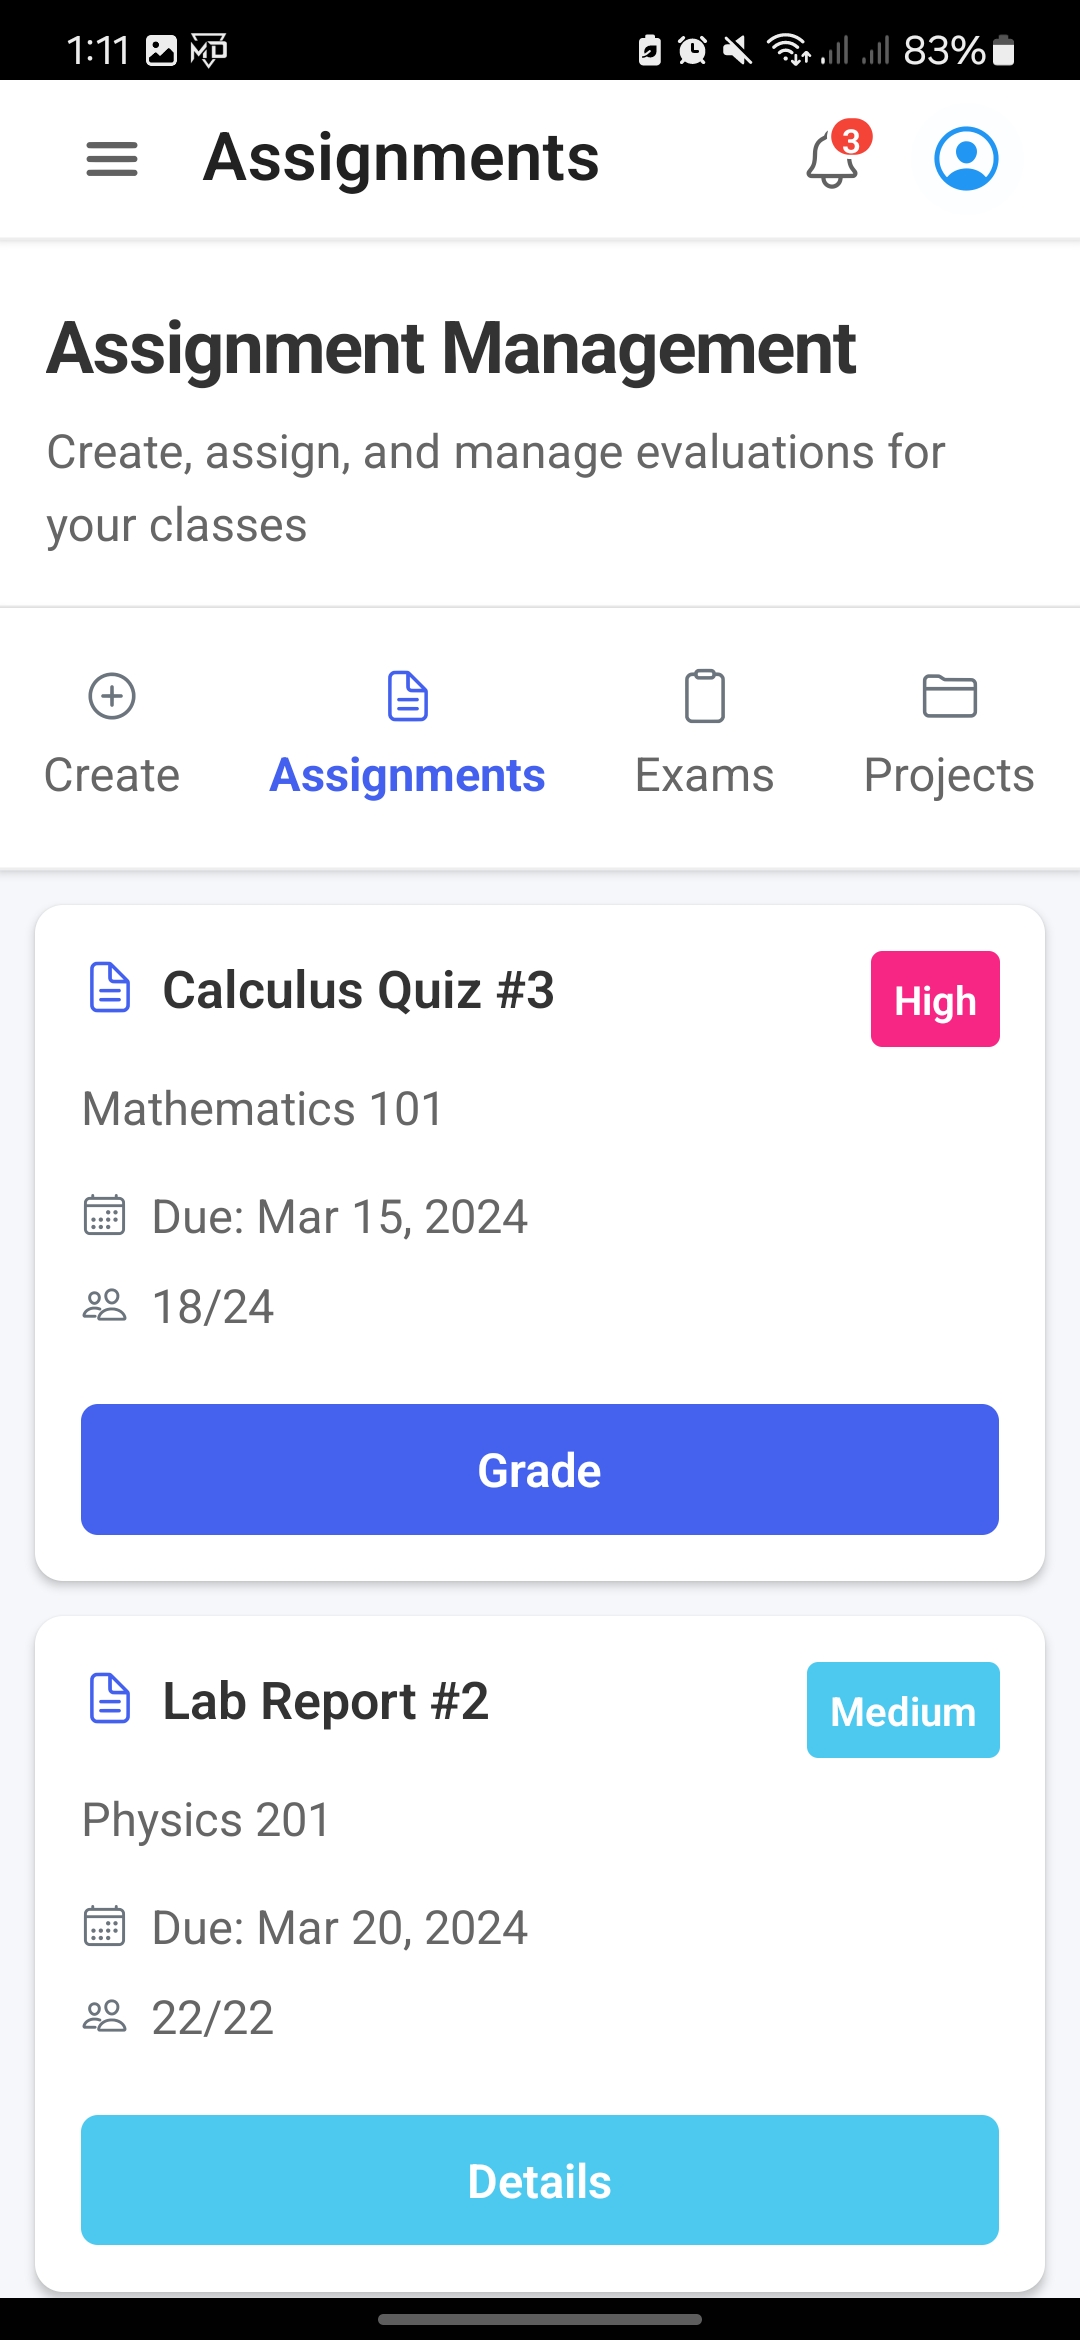 1:11 83%
Assignments 3
Assignment Management
Create, assign, and manage evaluations for
your classes
Create Assignments Exams Projects
Calculus Quiz #3 High
Mathematics 101
Due: Mar 15, 2024
18/24
Grade
Lab Report #2 Medium
Physics 201
Due: Mar 20, 2024
22/22
Details